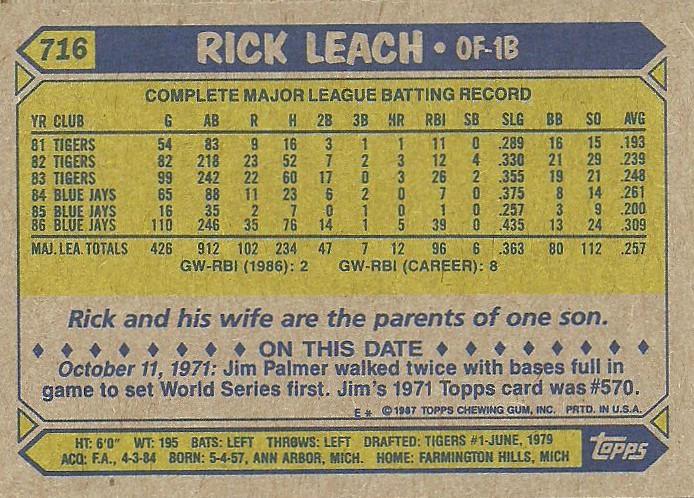 716 RICK LEACH • OF-1B
COMPLETE MAJOR LEAGUE BATTING RECORD
YR CLUB G AB R H 2B 3B HR RBI SB SLG BB SO AVG
81 TIGERS 54 83 9 16 3 1 1 11 0 .289 16 15 .193
82 TIGERS 82 218 23 52 7 2 3 12 4 .330 21 29 .239
83 TIGERS 99 242 22 60 17 0 3 26 2 .355 19 21 .248
84 BLUE JAYS 65 88 11 23 6 2 0 7 0 .375 8 14 .261
85 BLUE JAYS 16 35 2 7 0 1 0 1 0 .257 3 9 .200
86 BLUE JAYS 110 246 35 76 14 1 5 39 0 .435 13 24 .309
MAJ. LEA. TOTALS 426 912 102 234 47 7 12 96 6 .363 80 112 .257
GW-RBI (1986): 2 GW-RBI (CAREER): 8
Rick and his wife are the parents of one son.
♦ ♦ ♦ ♦ ♦ ♦ ♦ ♦ ON THIS DATE ♦ ♦ ♦ ♦ ♦ ♦ ♦ ♦
October 11, 1971: Jim Palmer walked twice with bases full in
game to set World Series first. Jim's 1971 Topps card was #570.
E* © 1987 TOPPS CHEWING GUM, INC. PRTD. IN U.S.A.
HT: 6'0" WT: 195 BATS: LEFT THROWS: LEFT DRAFTED: TIGERS #1-JUNE, 1979
ACQ: F.A., 4-3-84 BORN: 5-4-57, ANN ARBOR, MICH. HOME: FARMINGTON HILLS, MICH
topps